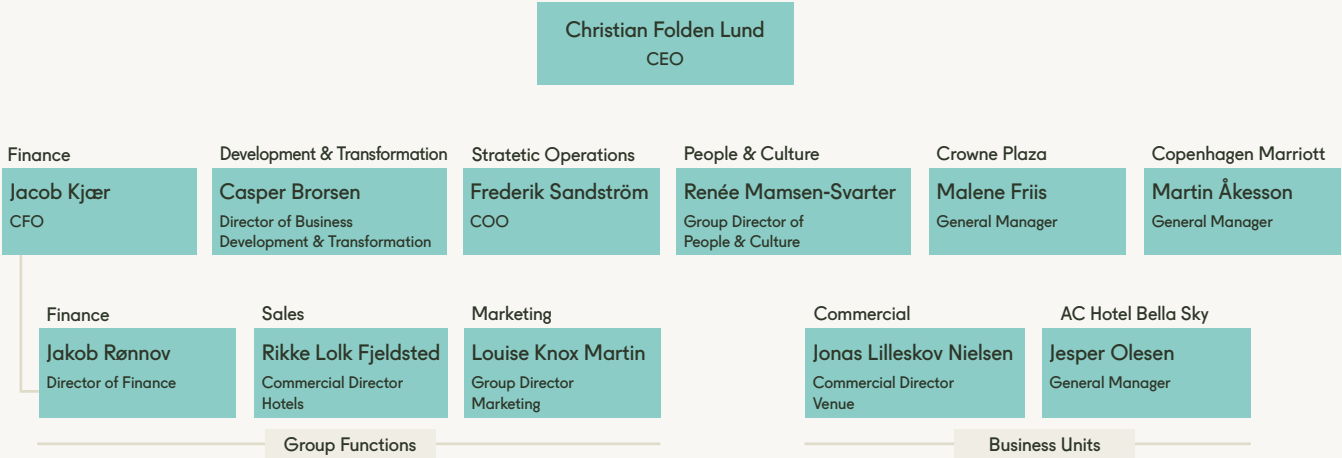 Christian Folden Lund
CEO
Finance
Jacob Kjær
CFO
Development & Transformation
Casper Brorsen
Director of Business
Development & Transformation
Stratetic Operations
Frederik Sandström
COO
People & Culture
Renée Mamsen-Svarter
Group Director of
People & Culture
Crowne Plaza
Malene Friis
General Manager
Copenhagen Marriott
Martin Åkesson
General Manager
Finance
Jakob Rønnov
Director of Finance
Sales
Rikke Lolk Fjeldsted
Commercial Director
Hotels
Marketing
Louise Knox Martin
Group Director
Marketing
Commercial
Jonas Lilleskov Nielsen
Commercial Director
Venue
AC Hotel Bella Sky
Jesper Olesen
General Manager
Group Functions
Business Units